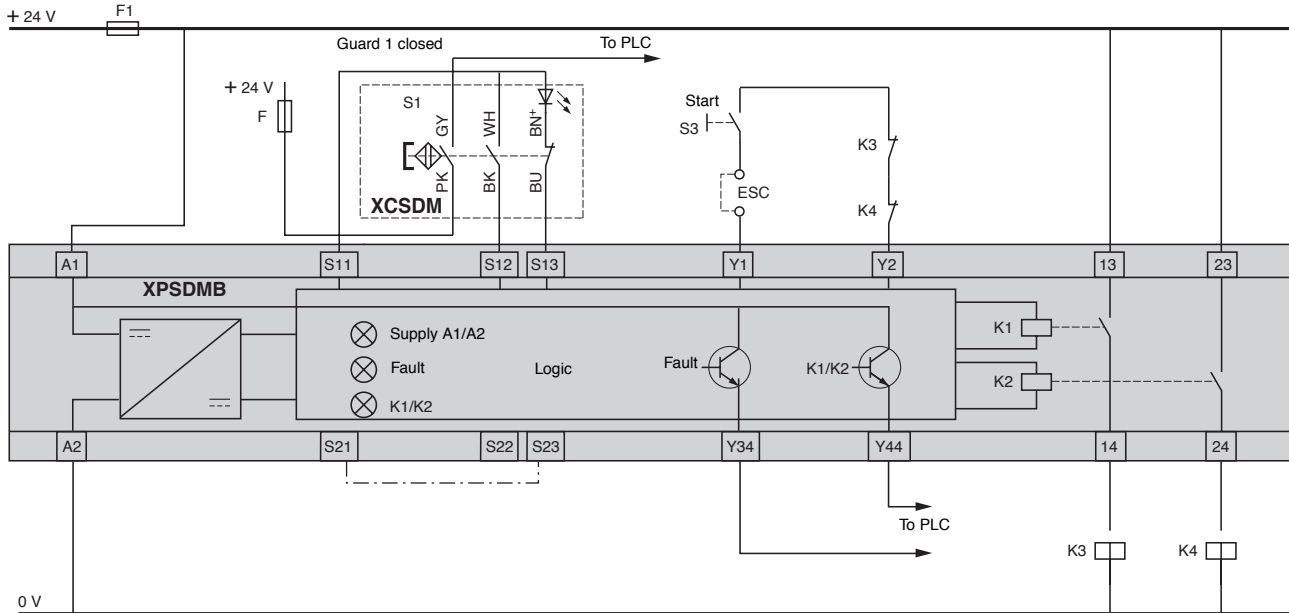 + 24 V
F1
Guard 1 closed
To PLC
+ 24 V
F
S1
GY
WH
BN+
PK
BK
BU
XCSDM
Start
S3
ESC
K3
K4
A1
S11
S12
S13
Y1
Y2
13
23
XPSDMB
Supply A1/A2
Fault
K1/K2
Logic
Fault
K1/K2
K1
K2
A2
S21
S22
S23
Y34
Y44
14
24
To PLC
K3
K4
0 V